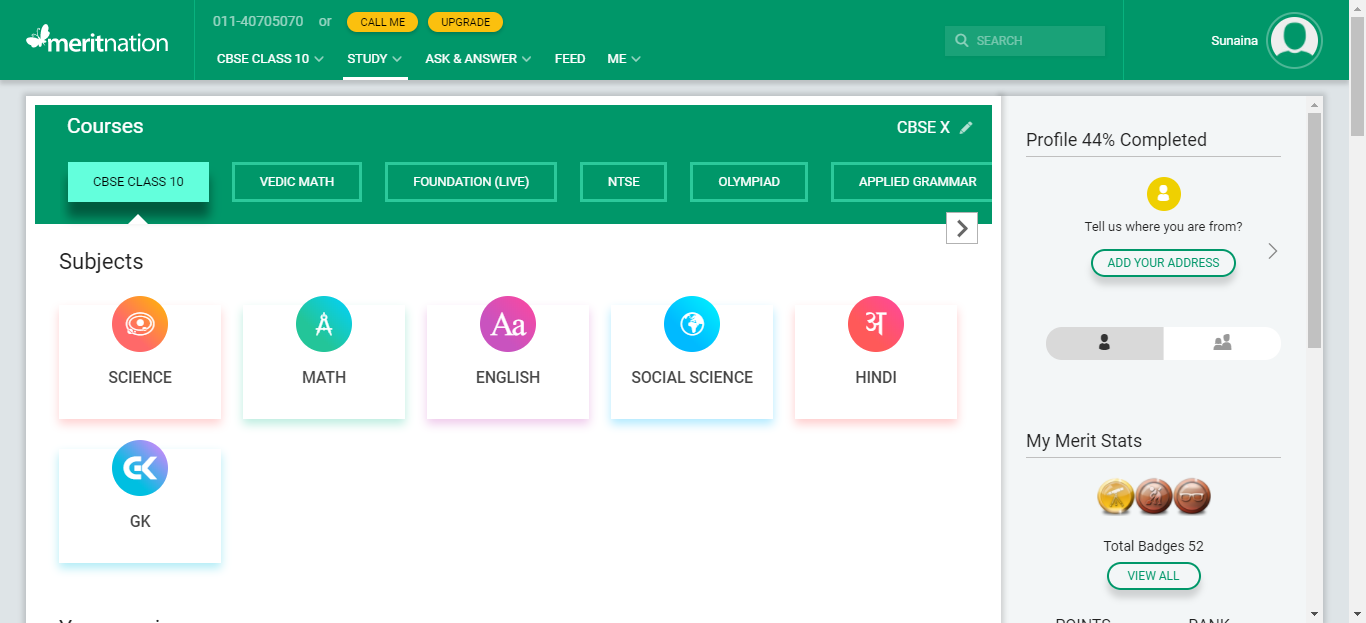 meritnation
011-40705070 or CALL ME UPGRADE
CBSE CLASS 10 STUDY ASK & ANSWER FEED ME
SEARCH
Sunaina
Courses
CBSE X
CBSE CLASS 10 VEDIC MATH FOUNDATION (LIVE) NTSE OLYMPIAD APPLIED GRAMMAR
Subjects
Aa
अ
SCIENCE MATH ENGLISH SOCIAL SCIENCE HINDI
GK
GK
Profile 44% Completed
Tell us where you are from?
ADD YOUR ADDRESS
My Merit Stats
Total Badges 52
VIEW ALL
POINTS RANK